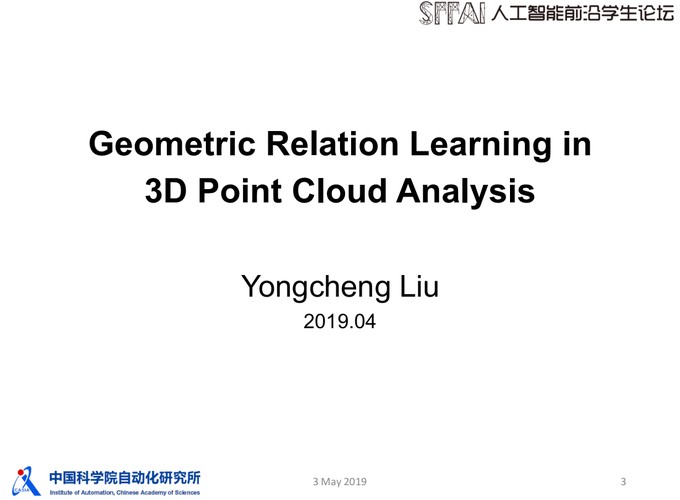 SFFAI 人工智能前沿学生论坛
Geometric Relation Learning in
3D Point Cloud Analysis
Yongcheng Liu
2019.04
CASIA
中国科学院自动化研究所
Institute of Automation, Chinese Academy of Sciences
3 May 2019
3